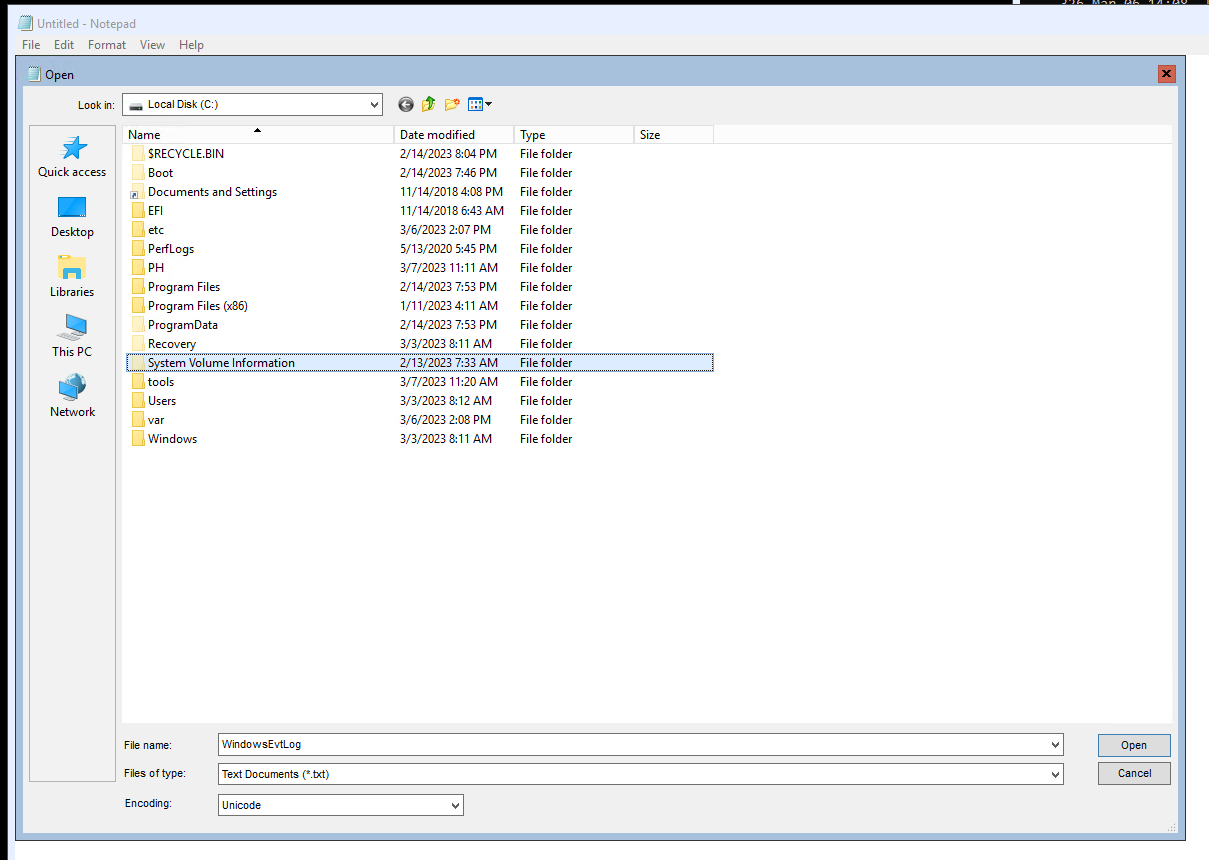 326 Mar 06 14:08
Untitled - Notepad
File Edit Format View Help
Open
Look in: Local Disk (C:)
Name Date modified Type Size
Quick access
Desktop
Libraries
This PC
Network
$RECYCLE.BIN 2/14/2023 8:04 PM File folder
Boot 2/14/2023 7:46 PM File folder
Documents and Settings 11/14/2018 4:08 PM File folder
EFI 11/14/2018 6:43 AM File folder
etc 3/6/2023 2:07 PM File folder
PerfLogs 5/13/2020 5:45 PM File folder
PH 3/7/2023 11:11 AM File folder
Program Files 2/14/2023 7:53 PM File folder
Program Files (x86) 1/11/2023 4:11 AM File folder
ProgramData 2/14/2023 7:53 PM File folder
Recovery 3/3/2023 8:11 AM File folder
System Volume Information 2/13/2023 7:33 AM File folder
tools 3/7/2023 11:20 AM File folder
Users 3/3/2023 8:12 AM File folder
var 3/6/2023 2:08 PM File folder
Windows 3/3/2023 8:11 AM File folder
File name: WindowsEvtLog Open
Files of type: Text Documents (*.txt) Cancel
Encoding: Unicode